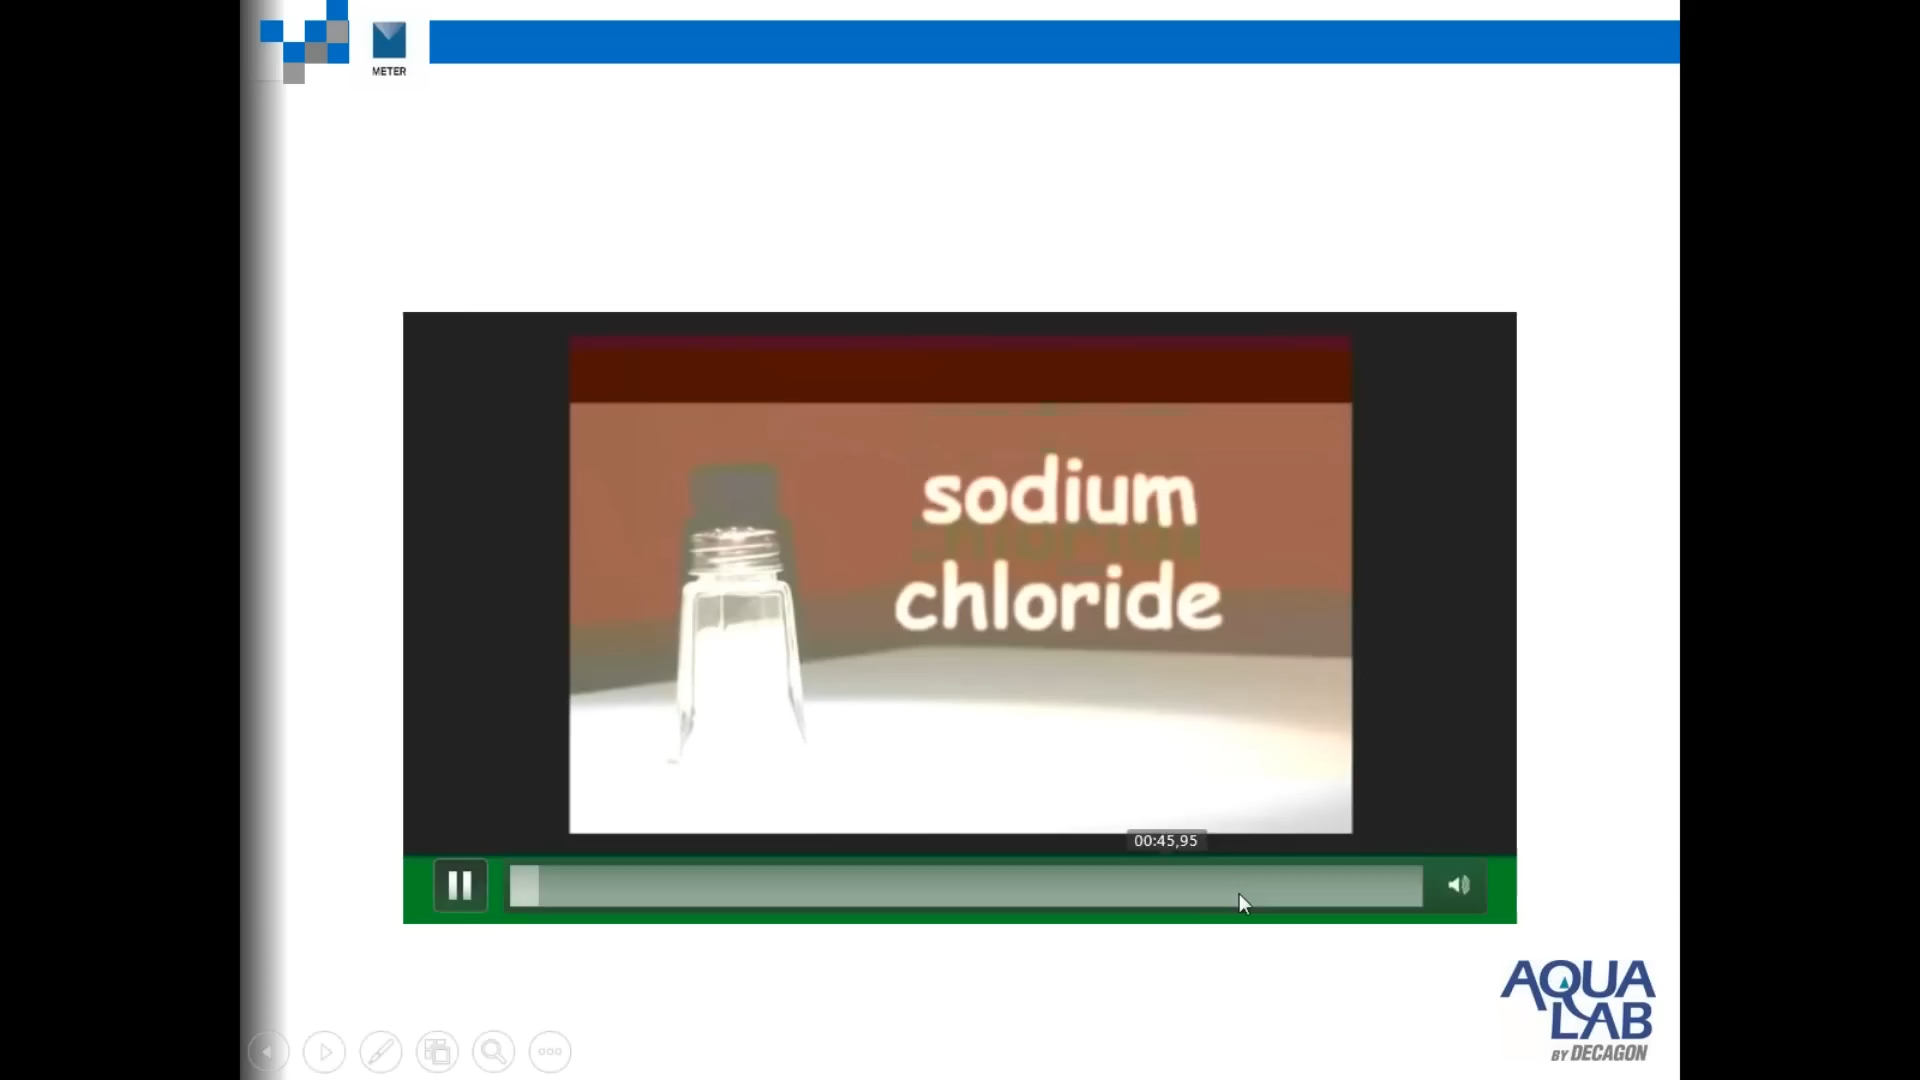 METER
sodium
chloride
00:45,95
AQUA
LAB
BY DECAGON